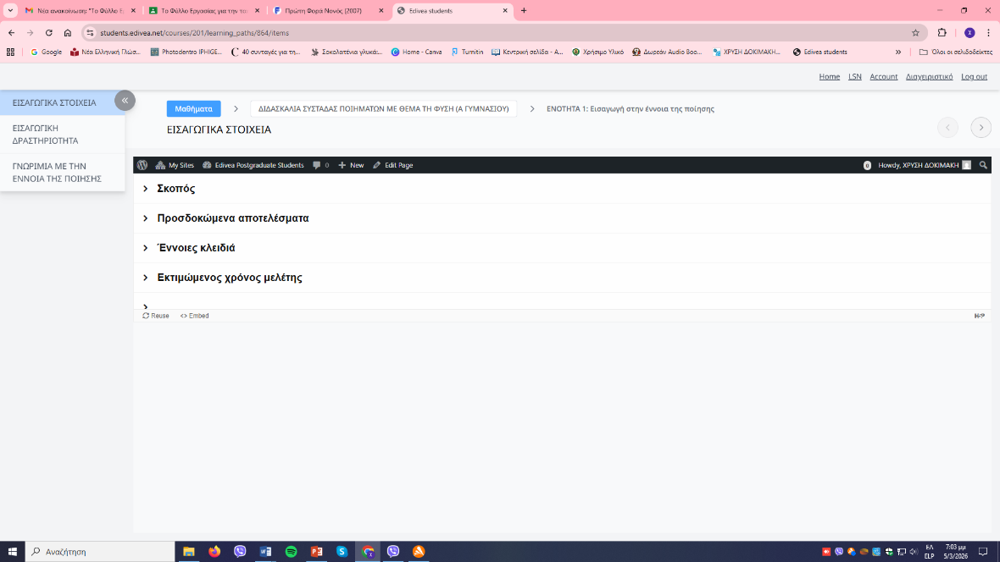 Νέα ανακοίνωση: "Το Φύλλο Ε
Το Φύλλο Εργασίας για την τα
Πρώτη Φορά Νονός (2007)
Edivea students
students.edivea.net/courses/201/learning_paths/864/items
Google
Νέα Ελληνική Γλώσ...
Photodentro IPHIGE...
40 συνταγές για τη...
Σοκολατένια γλυκά:...
Home - Canva
Turnitin
Κεντρική σελίδα - Α...
Χρήσιμο Υλικό
Δωρεάν Audio Boo...
ΧΡΥΣΗ ΔΟΚΙΜΑΚΗ...
Edivea students
Όλοι οι σελιδοδείκτες
Home LSN Account Διαχειριστικό Log out
ΕΙΣΑΓΩΓΙΚΑ ΣΤΟΙΧΕΙΑ
ΕΙΣΑΓΩΓΙΚΗ
ΔΡΑΣΤΗΡΙΟΤΗΤΑ
ΓΝΩΡΙΜΙΑ ΜΕ ΤΗΝ
ΕΝΝΟΙΑ ΤΗΣ ΠΟΙΗΣΗΣ
Μαθήματα
ΔΙΔΑΣΚΑΛΙΑ ΣΥΣΤΑΔΑΣ ΠΟΙΗΜΑΤΩΝ ΜΕ ΘΕΜΑ ΤΗ ΦΥΣΗ (Α ΓΥΜΝΑΣΙΟΥ)
ΕΝΟΤΗΤΑ 1: Εισαγωγή στην έννοια της ποίησης
ΕΙΣΑΓΩΓΙΚΑ ΣΤΟΙΧΕΙΑ
My Sites Edivea Postgraduate Students 0 New Edit Page
0 Howdy, ΧΡΥΣΗ ΔΟΚΙΜΑΚΗ
Σκοπός
Προσδοκώμενα αποτελέσματα
Έννοιες κλειδιά
Εκτιμώμενος χρόνος μελέτης
Reuse <> Embed
H5P
Αναζήτηση
ΕΛ
ELP
7:03 μμ
5/3/2026